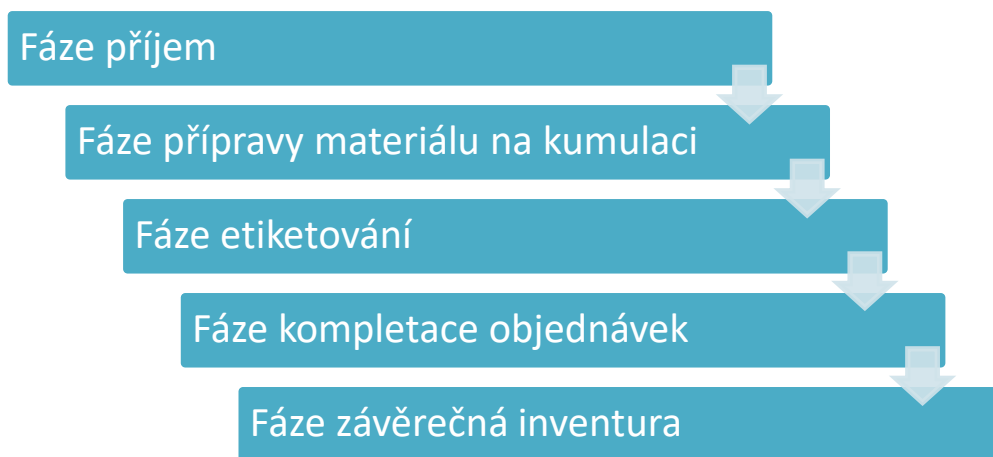 Fáze příjem
Fáze přípravy materiálu na kumulaci
Fáze etiketování
Fáze kompletace objednávek
Fáze závěrečná inventura